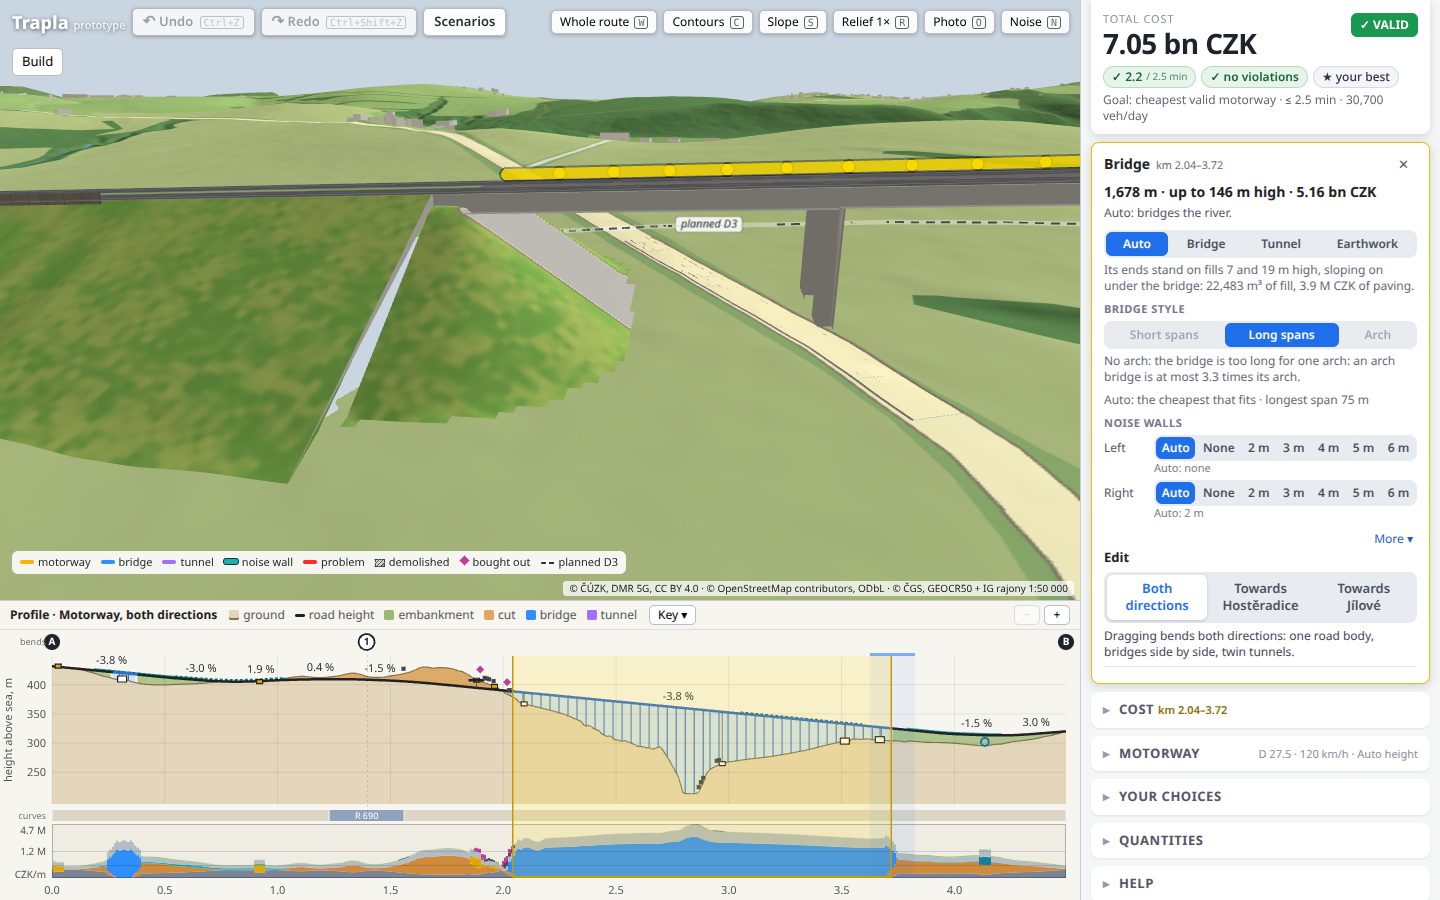 Trapla prototype
↶ Undo Ctrl+Z
↷ Redo Ctrl+Shift+Z
Scenarios
Whole route W
Contours C
Slope S
Relief 1× R
Photo O
Noise N
Build
planned D3
motorway
bridge
tunnel
noise wall
problem
demolished
bought out
planned D3
© ČÚZK, DMR 5G, CC BY 4.0 · © OpenStreetMap contributors, ODbL · © ČGS, GEOCR50 + IG rajony 1:50 000
Profile · Motorway, both directions
ground
road height
embankment
cut
bridge
tunnel
Key ▾
−
+
bends
A
1
B
-3.8 %
-3.0 %
1.9 %
0.4 %
-1.5 %
-3.8 %
-1.5 %
3.0 %
height above sea, m
400
350
300
250
curves
R 690
4.7 M
1.2 M
CZK/m
0.0
0.5
1.0
1.5
2.0
2.5
3.0
3.5
4.0
TOTAL COST
7.05 bn CZK
✓ VALID
✓ 2.2 / 2.5 min
✓ no violations
★ your best
Goal: cheapest valid motorway · ≤ 2.5 min · 30,700
veh/day
Bridge km 2.04–3.72
✕
1,678 m · up to 146 m high · 5.16 bn CZK
Auto: bridges the river.
Auto
Bridge
Tunnel
Earthwork
Its ends stand on fills 7 and 19 m high, sloping on
under the bridge: 22,483 m³ of fill, 3.9 M CZK of paving.
BRIDGE STYLE
Short spans
Long spans
Arch
No arch: the bridge is too long for one arch: an arch
bridge is at most 3.3 times its arch.
Auto: the cheapest that fits · longest span 75 m
NOISE WALLS
Left
Auto None 2 m 3 m 4 m 5 m 6 m
Auto: none
Right
Auto None 2 m 3 m 4 m 5 m 6 m
Auto: 2 m
More ▾
Edit
Both
directions
Towards
Hostěradice
Towards
Jílové
Dragging bends both directions: one road body,
bridges side by side, twin tunnels.
▸ COST km 2.04–3.72
▸ MOTORWAY D 27.5 · 120 km/h · Auto height
▸ YOUR CHOICES
▸ QUANTITIES
▸ HELP